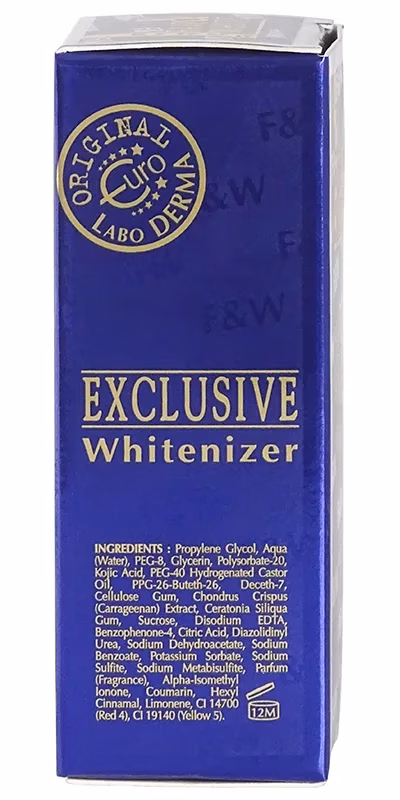 ORIGINAL
Euro
LABO DERMA
F&
&W
F&
F&W
EXCLUSIVE
Whitenizer
INGREDIENTS : Propylene Glycol, Aqua
(Water), PEG-8, Glycerin, Polysorbate-20,
Kojic Acid, PEG-40 Hydrogenated Castor
Oil, PPG-26-Buteth-26, Deceth-7,
Cellulose Gum, Chondrus Crispus
(Carrageenan) Extract, Ceratonia Siliqua
Gum, Sucrose, Disodium EDTA,
Benzophenone-4, Citric Acid, Diazolidinyl
Urea, Sodium Dehydroacetate, Sodium
Benzoate, Potassium Sorbate, Sodium
Sulfite, Sodium Metabisulfite, Parfum
(Fragrance), Alpha-Isomethyl
Ionone, Coumarin, Hexyl
Cinnamal, Limonene, CI 14700
(Red 4), CI 19140 (Yellow 5).
12M